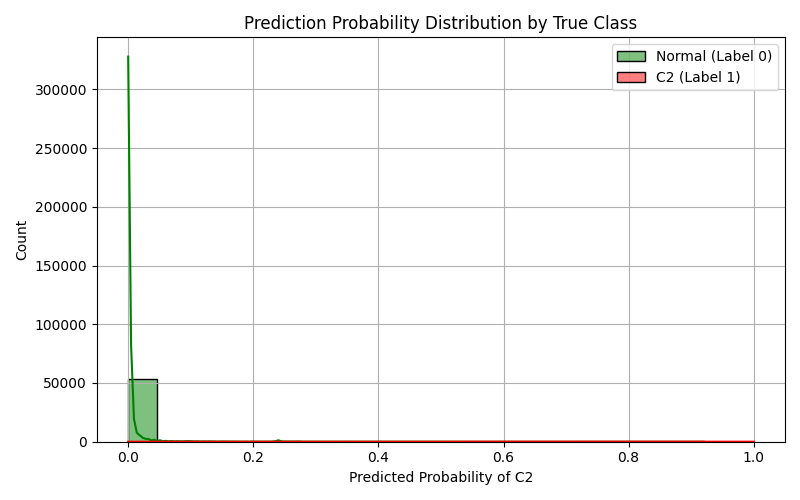 Prediction Probability Distribution by True Class
Normal (Label 0)
C2 (Label 1)
Count
300000
250000
200000
150000
100000
50000
0
0.0 0.2 0.4 0.6 0.8 1.0
Predicted Probability of C2